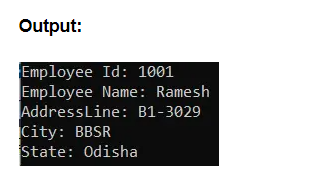 Output:
Employee Id: 1001
Employee Name: Ramesh
AddressLine: B1-3029
City: BBSR
State: Odisha